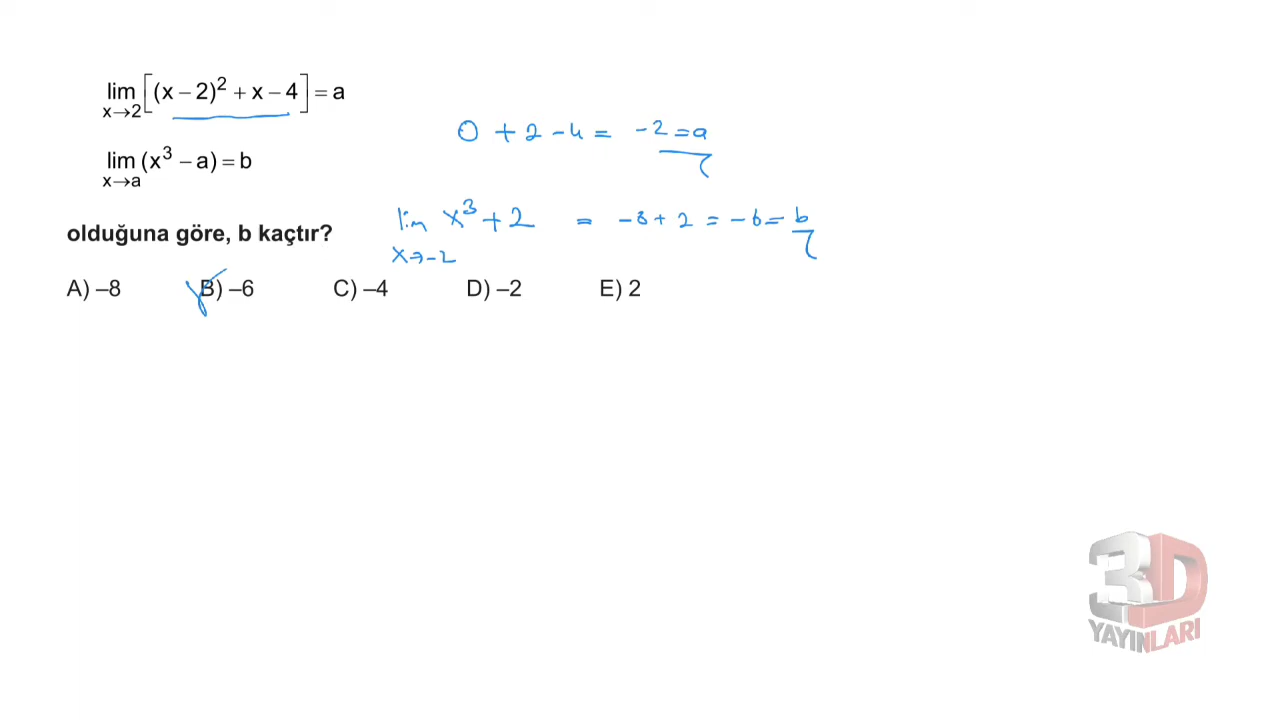 lim x→2 [(x – 2)² + x – 4] = a
0 + 2 - 4 = -2 = a
lim x→a (x³ – a) = b
lim x→-2 x³ + 2 = -8 + 2 = -6 = b
olduğuna göre, b kaçtır?
A) –8 B) –6 C) –4 D) –2 E) 2
3D
YAYINLARI